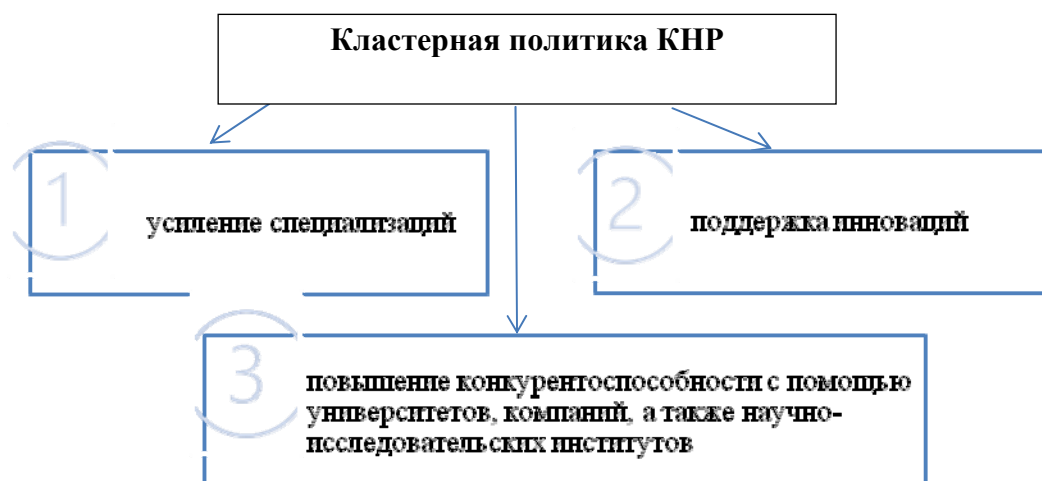 Кластерная политика КНР
1
усиление специализаций
2
поддержка инноваций
3
повышение конкурентоспособности с помощью
университетов, компаний, а также научно-
исследовательских институтов